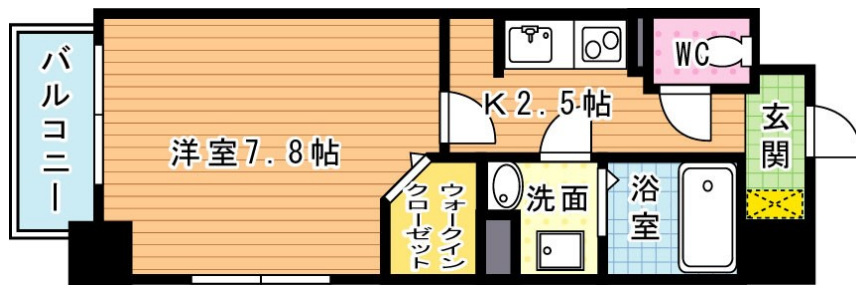 バルコニー
洋室7.8帖
K2.5帖
WC
玄関
ウォークイン
クローゼット
洗面
浴室